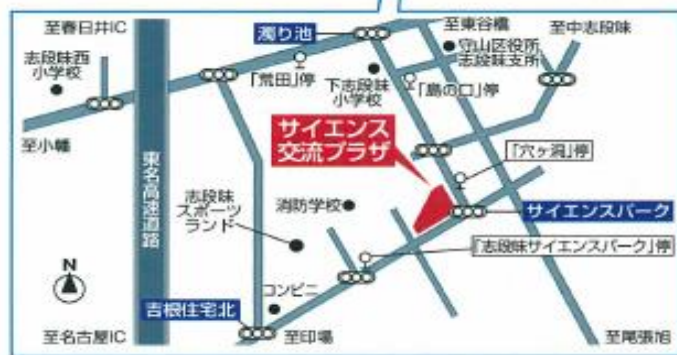 至春日井IC
濁り池
至東谷橋
至中志段味
志段味西
小学校
守山区役所
志段味支所
「荒田」停
下志段味
小学校
「島の口」停
至小幡
サイエンス
交流プラザ
「穴ヶ洞」停
東名高速道路
志段味
スポーツ
ランド
消防学校
サイエンスパーク
「志段味サイエンスパーク」停
N
コンビニ
吉根住宅北
至名古屋IC
至印場
至尾張旭